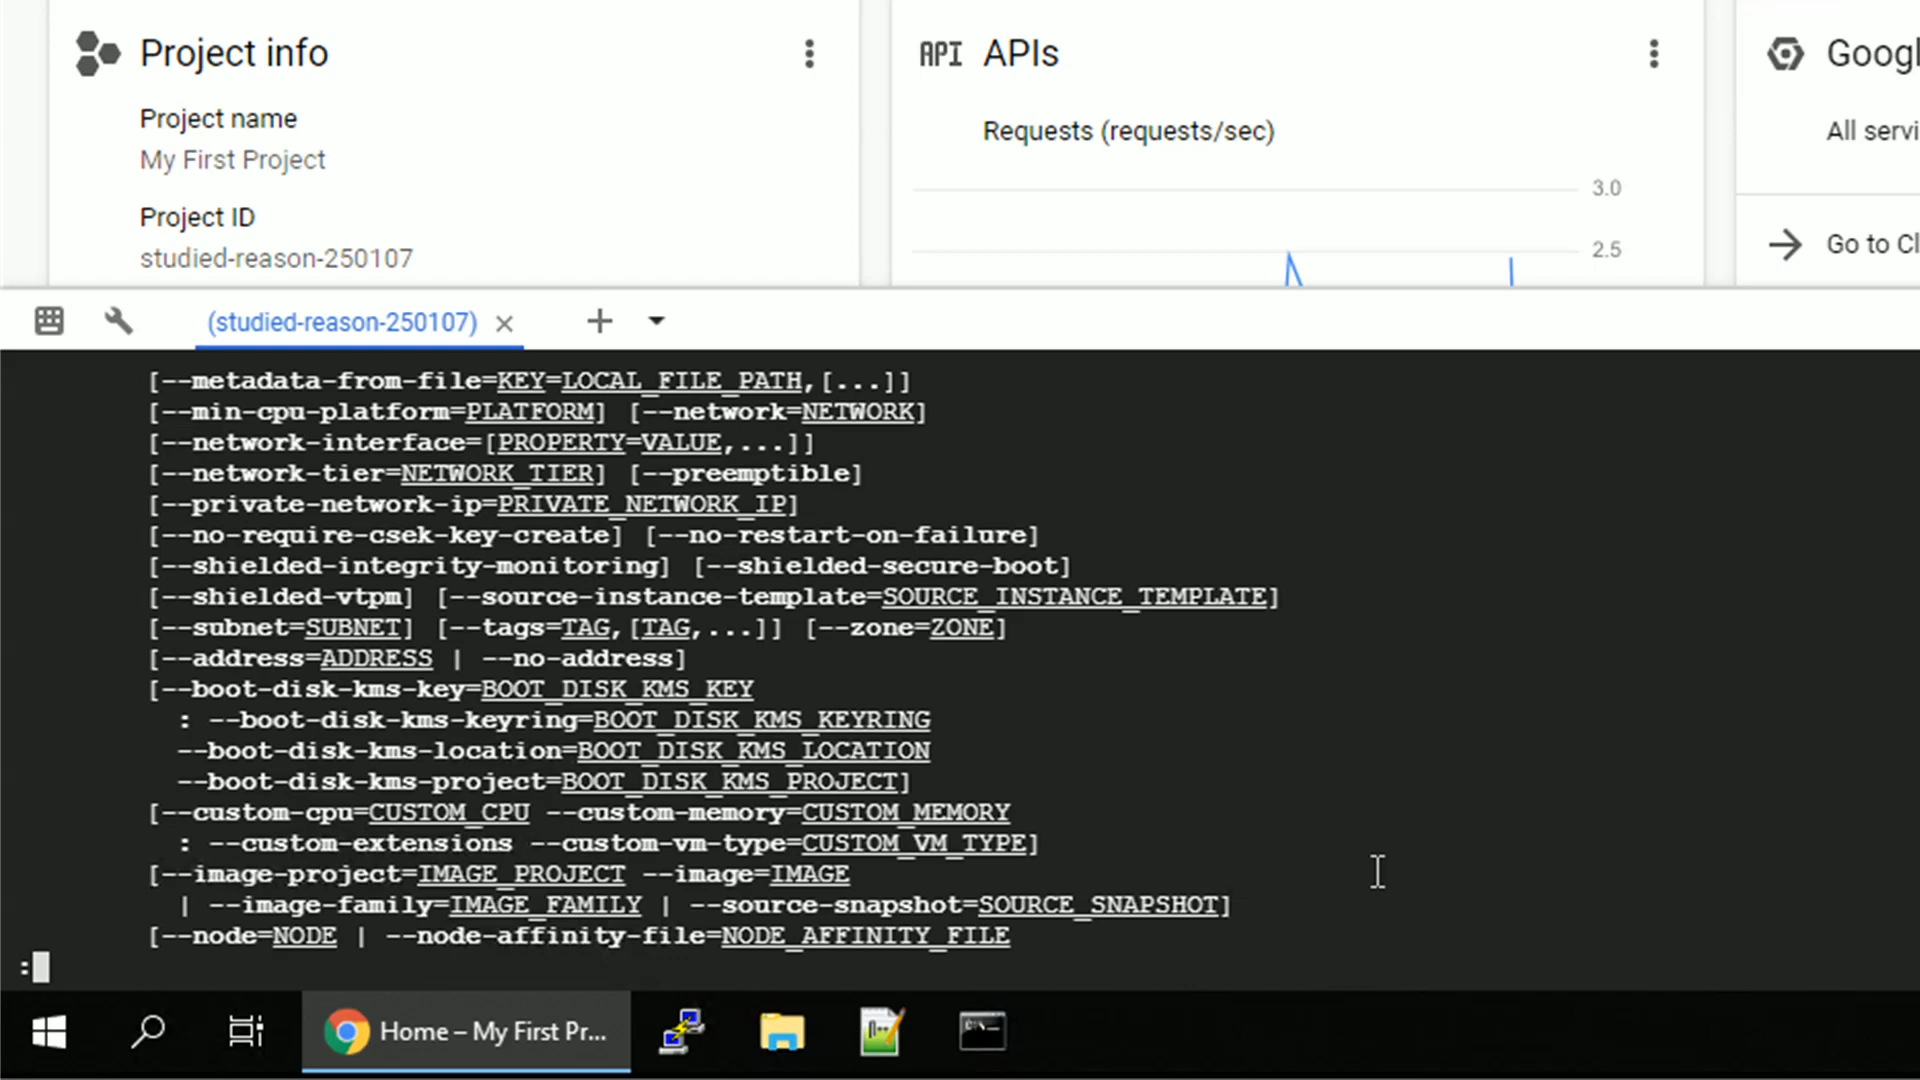 Project info
Project name
My First Project
Project ID
studied-reason-250107
API APIs
Requests (requests/sec)
3.0
2.5
All
Go to
(studied-reason-250107)
[--metadata-from-file=KEY=LOCAL_FILE_PATH,[...]]
[--min-cpu-platform=PLATFORM] [--network=NETWORK]
[--network-interface=[PROPERTY=VALUE,...]]
[--network-tier=NETWORK_TIER] [--preemptible]
[--private-network-ip=PRIVATE_NETWORK_IP]
[--no-require-csek-key-create] [--no-restart-on-failure]
[--shielded-integrity-monitoring] [--shielded-secure-boot]
[--shielded-vtpm] [--source-instance-template=SOURCE_INSTANCE_TEMPLATE]
[--subnet=SUBNET] [--tags=TAG,[TAG,...]] [--zone=ZONE]
[--address=ADDRESS | --no-address]
[--boot-disk-kms-key=BOOT_DISK_KMS_KEY
: --boot-disk-kms-keyring=BOOT_DISK_KMS_KEYRING
--boot-disk-kms-location=BOOT_DISK_KMS_LOCATION
--boot-disk-kms-project=BOOT_DISK_KMS_PROJECT]
[--custom-cpu=CUSTOM_CPU --custom-memory=CUSTOM_MEMORY
: --custom-extensions --custom-vm-type=CUSTOM_VM_TYPE]
[--image-project=IMAGE_PROJECT --image=IMAGE
| --image-family=IMAGE_FAMILY | --source-snapshot=SOURCE_SNAPSHOT]
[--node=NODE | --node-affinity-file=NODE_AFFINITY_FILE
:
Home – My First Pr...